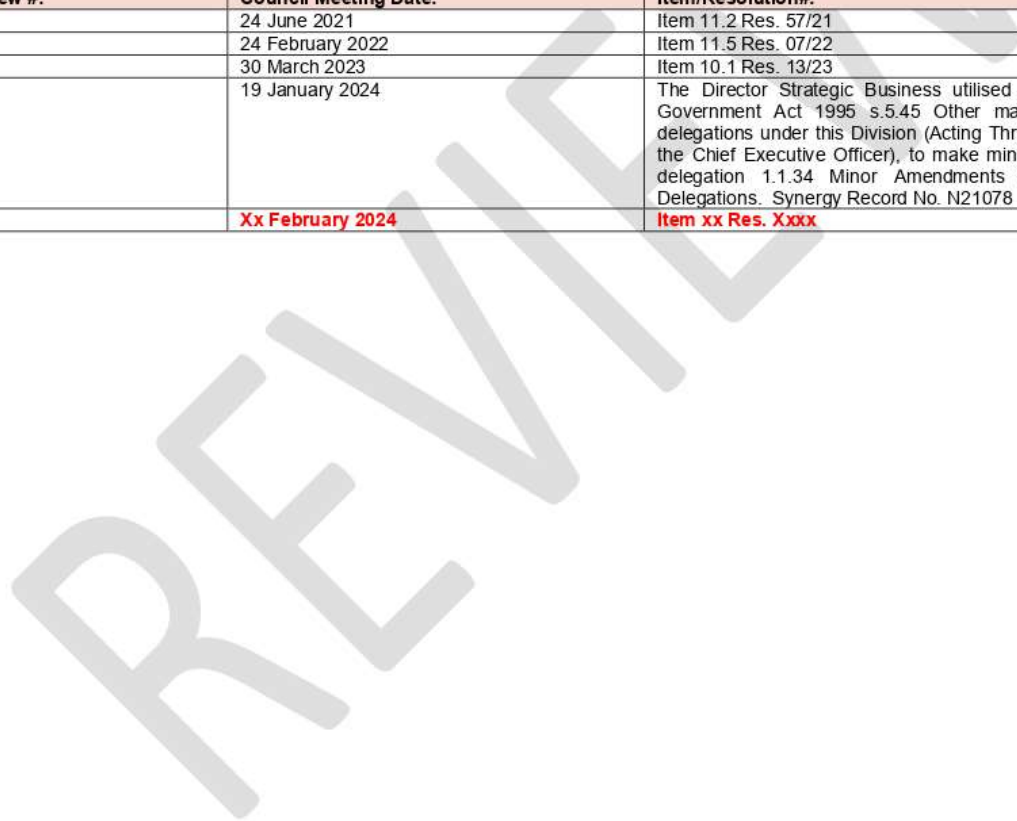 Council Meeting Date: Item/Resolution#:
24 June 2021 Item 11.2 Res. 57/21
24 February 2022 Item 11.5 Res. 07/22
30 March 2023 Item 10.1 Res. 13/23
19 January 2024 The Director Strategic Business utilised
Government Act 1995 s.5.45 Other
delegations under this Division (Acting
the Chief Executive Officer), to make
delegation 1.1.34 Minor Amendments
Delegations. Synergy Record No. N21078
Xx February 2024 Item xx Res. Xxxx
REVIEW